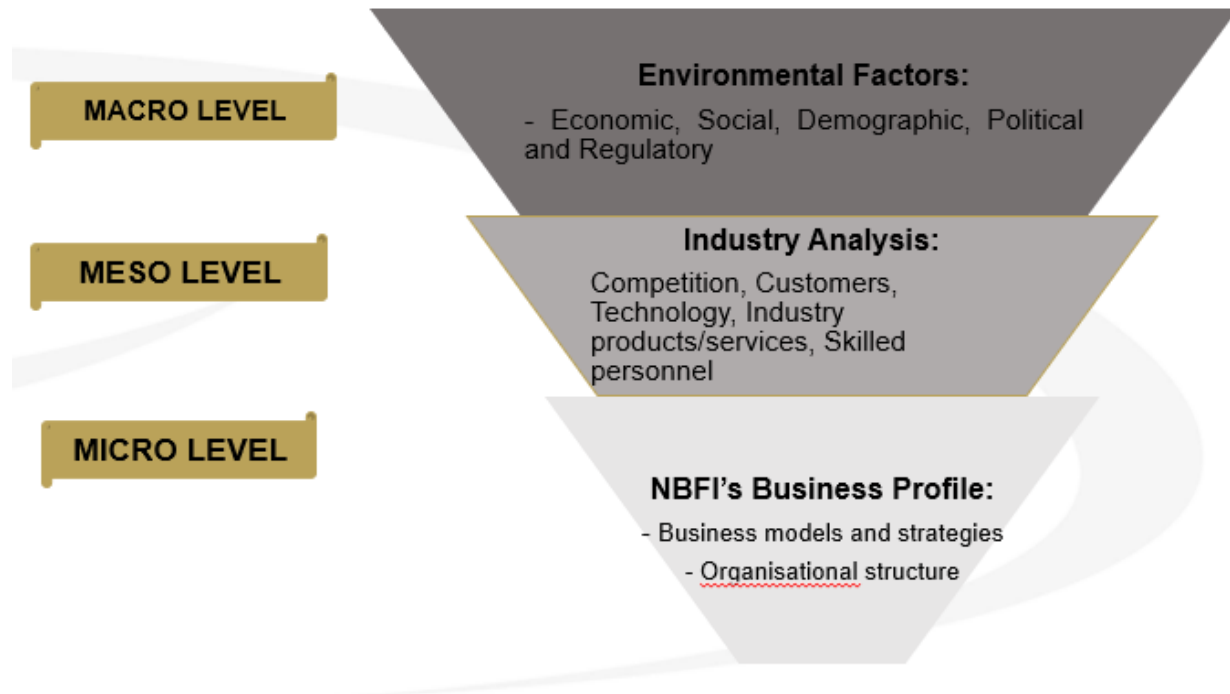 MACRO LEVEL
Environmental Factors:
- Economic, Social, Demographic, Political
and Regulatory
MESO LEVEL
Industry Analysis:
Competition, Customers,
Technology, Industry
products/services, Skilled
personnel
MICRO LEVEL
NBFI’s Business Profile:
- Business models and strategies
- Organisational structure